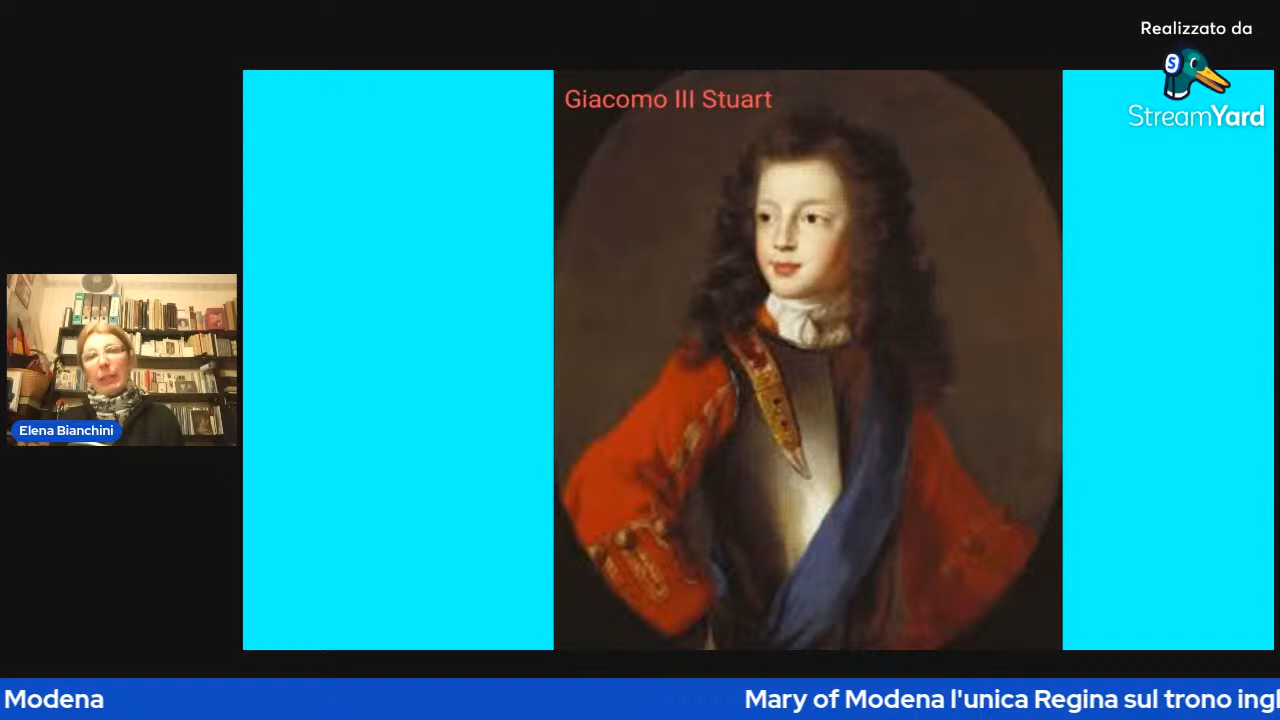 Realizzato da
StreamYard
Giacomo III Stuart
Elena Bianchini
Modena
Mary of Modena l'unica Regina sul trono ingl